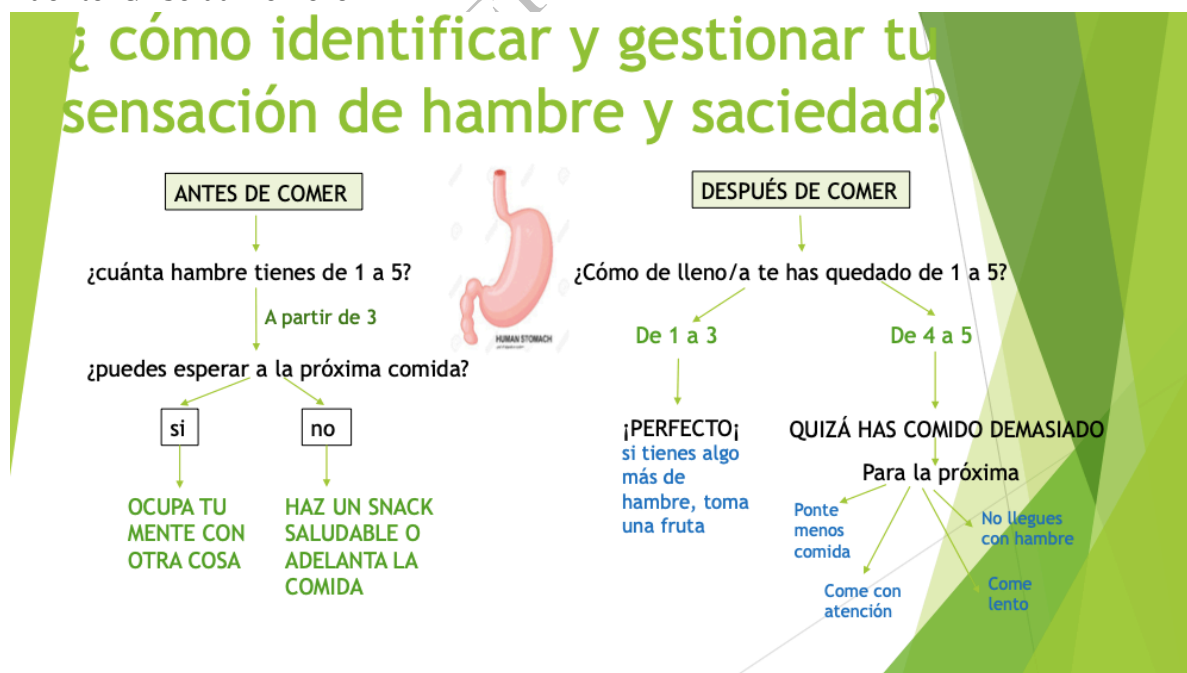 ¿ cómo identificar y gestionar tu
sensación de hambre y saciedad?
ANTES DE COMER
¿cuánta hambre tienes de 1 a 5?
A partir de 3
¿puedes esperar a la próxima comida?
si
no
OCUPA TU
MENTE CON
OTRA COSA
HAZ UN SNACK
SALUDABLE O
ADELANTA LA
COMIDA
HUMAN STOMACH
DESPUÉS DE COMER
¿Cómo de lleno/a te has quedado de 1 a 5?
De 1 a 3
De 4 a 5
¡PERFECTO¡
si tienes algo
más de
hambre, toma
una fruta
QUIZÁ HAS COMIDO DEMASIADO
Para la próxima
Ponte
menos
comida
Come con
atención
Come
lento
No llegues
con hambre